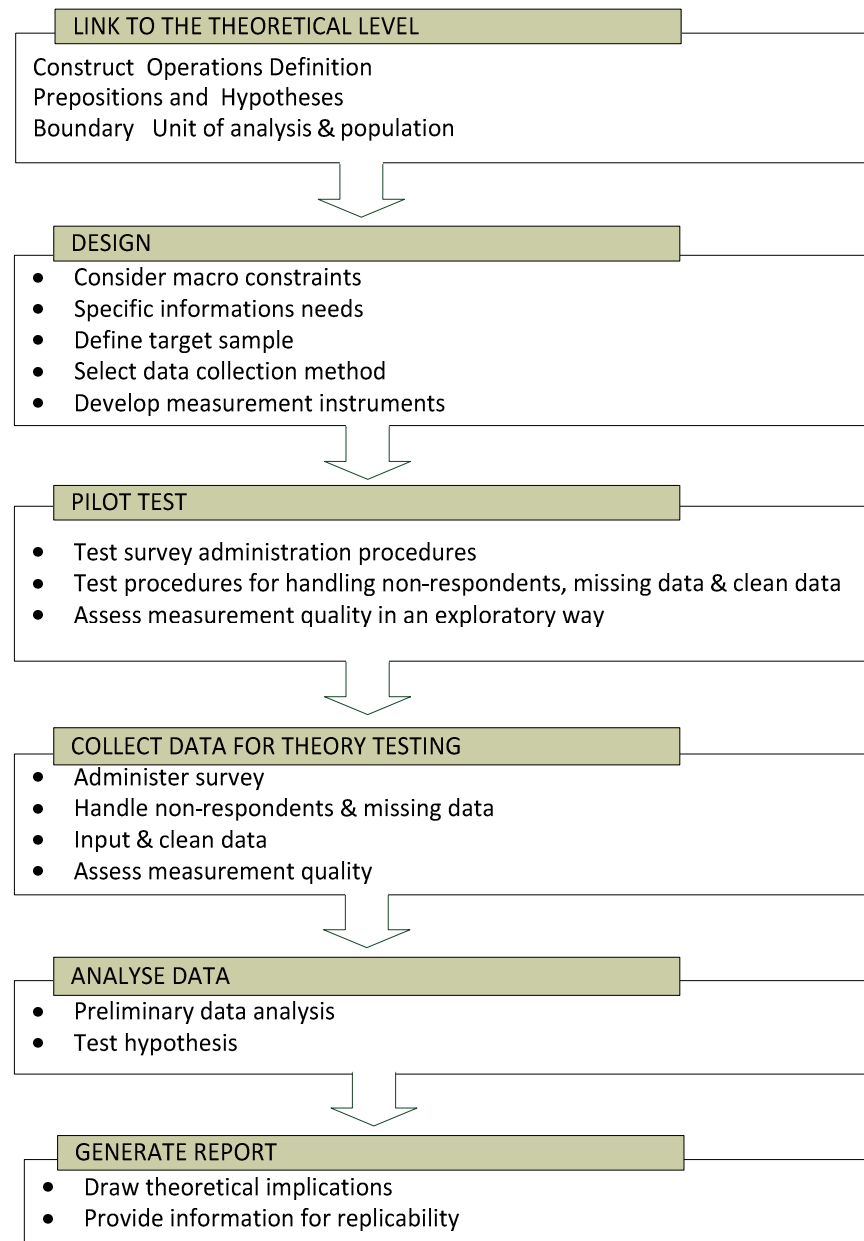 LINK TO THE THEORETICAL LEVEL
Construct Operations Definition
Prepositions and Hypotheses
Boundary Unit of analysis & population
DESIGN
• Consider macro constraints
• Specific informations needs
• Define target sample
• Select data collection method
• Develop measurement instruments
PILOT TEST
• Test survey administration procedures
• Test procedures for handling non-respondents, missing data & clean data
• Assess measurement quality in an exploratory way
COLLECT DATA FOR THEORY TESTING
• Administer survey
• Handle non-respondents & missing data
• Input & clean data
• Assess measurement quality
ANALYSE DATA
• Preliminary data analysis
• Test hypothesis
GENERATE REPORT
• Draw theoretical implications
• Provide information for replicability